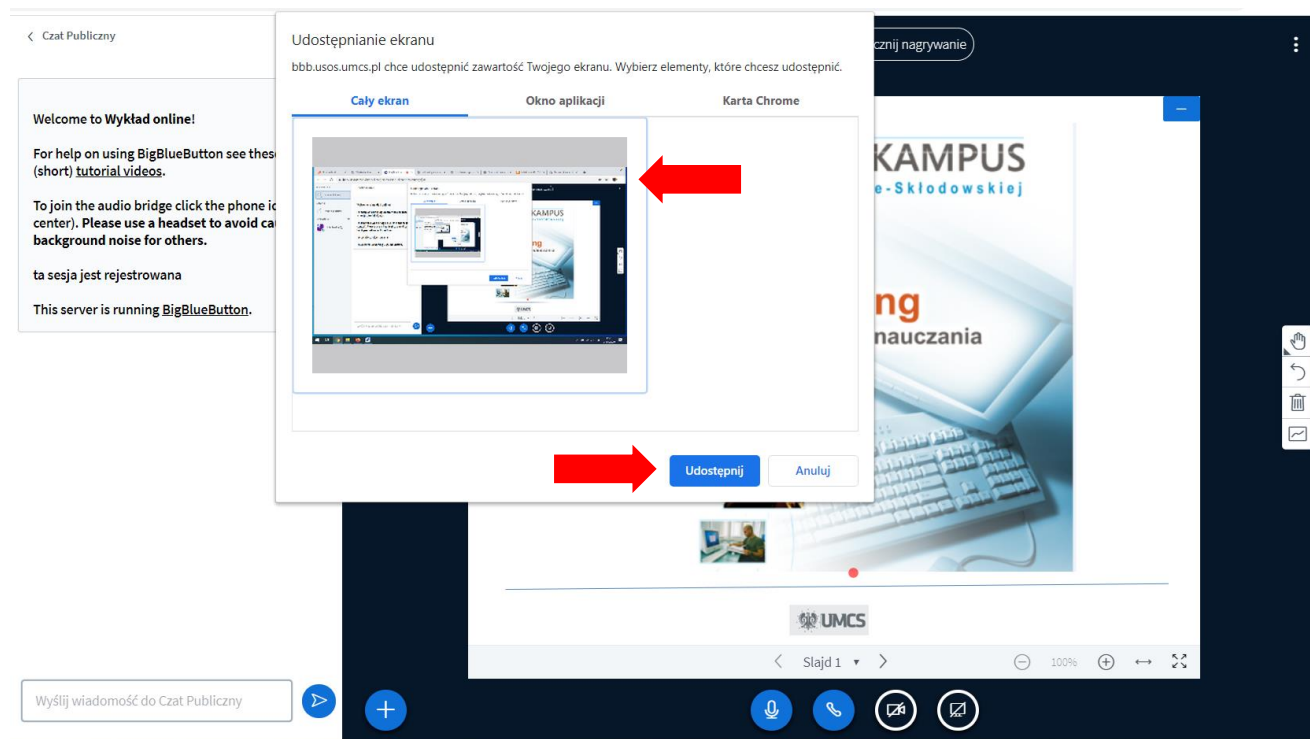 Czat Publiczny
Welcome to Wykład online!
For help on using BigBlueButton see these
(short) tutorial videos.
To join the audio bridge click the phone ic
center). Please use a headset to avoid ca
background noise for others.
ta sesja jest rejestrowana
This server is running BigBlueButton.
Wyślij wiadomość do Czat Publiczny
Udostępnianie ekranu
bbb.usos.umcs.pl chce udostępnić zawartość Twojego ekranu. Wybierz elementy, które chcesz udostępnić.
Cały ekran
Okno aplikacji
Karta Chrome
KAMPUS
ng
Udostępnij
Anuluj
cznij nagrywanie
KAMPUS
e-Skłodowskiej
ng
nauczania
UMCS
Slajd 1
100%